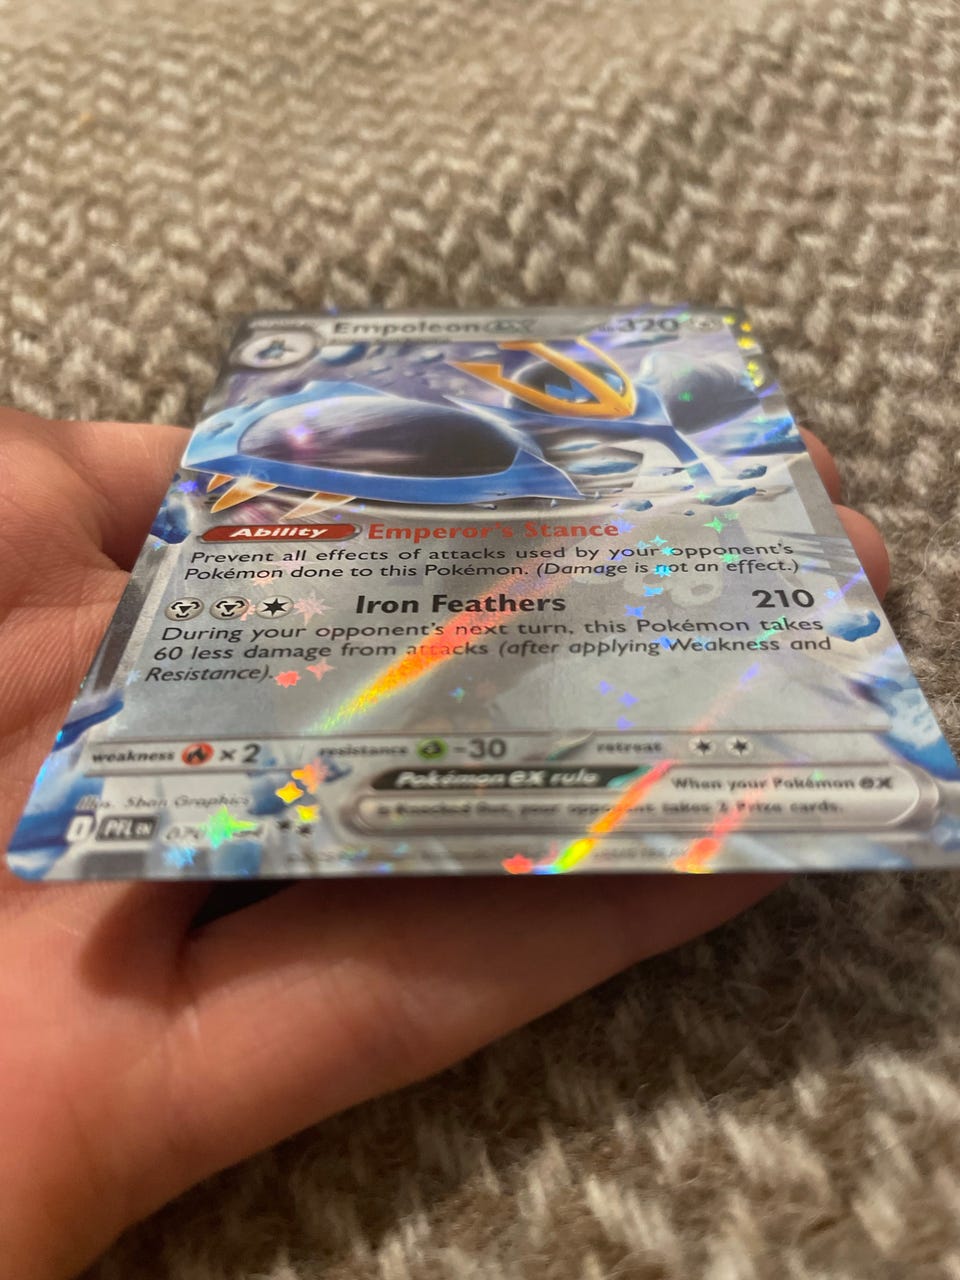 Empoleon ex 320
Ability Emperor's Stance
Prevent all effects of attacks used by your opponent's
Pokémon done to this Pokémon. (Damage is not an effect.)
Iron Feathers 210
During your opponent's next turn, this Pokémon takes
60 less damage from attacks (after applying Weakness and
Resistance).
weakness ×2 resistance -30 retreat
Pokémon ex rule When your Pokémon ex
is Knocked Out, your opponent takes 2 Prize cards.
Illus. Shan Graphics
PFL EN